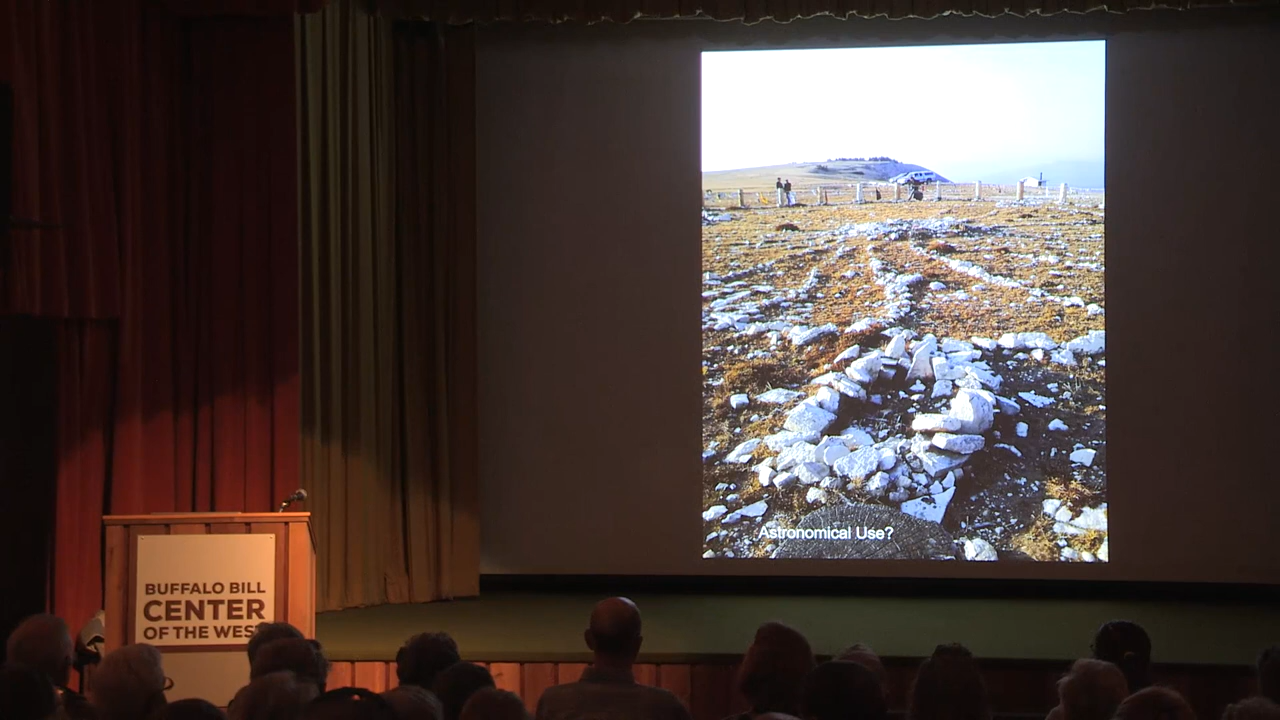 Astronomical Use?
BUFFALO BILL
CENTER
OF THE WEST